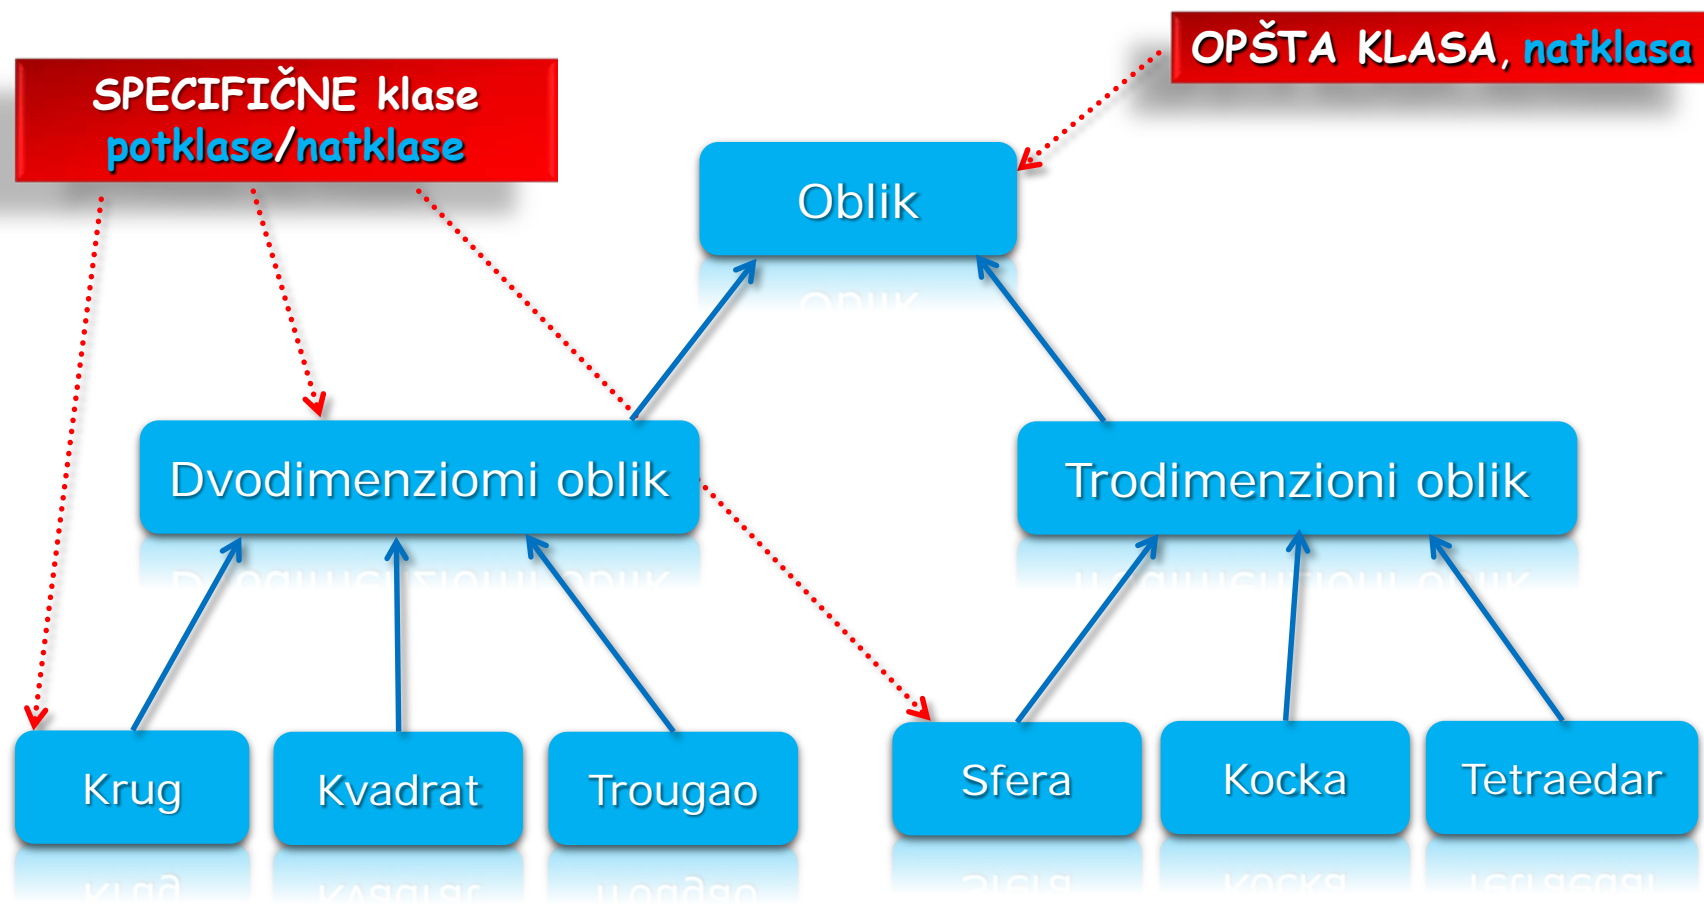 OPŠTA KLASA, natklasa
SPECIFIČNE klase
potklase/natklase
Oblik
Dvodimenziomi oblik
Trodimenzioni oblik
Krug
Kvadrat
Trougao
Sfera
Kocka
Tetraedar